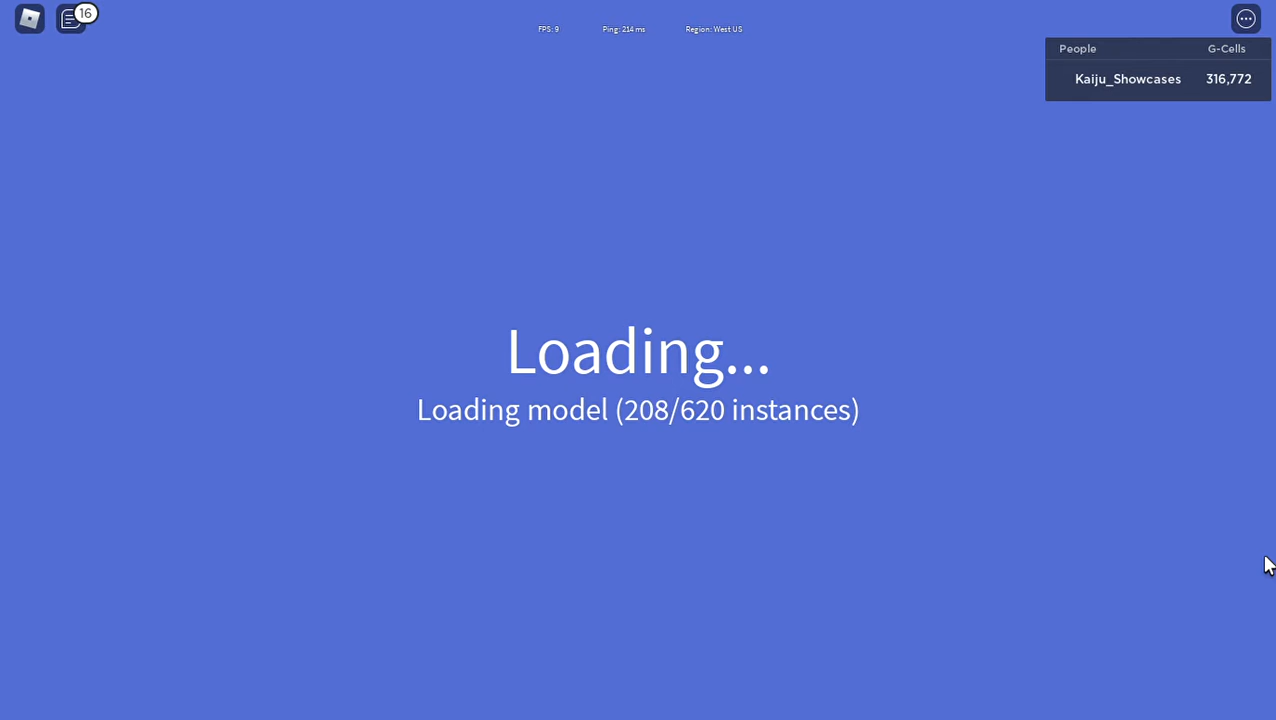 16
FPS: 9 Ping: 214 ms Region: West US
People G-Cells
Kaiju_Showcases 316,772
Loading...
Loading model (208/620 instances)